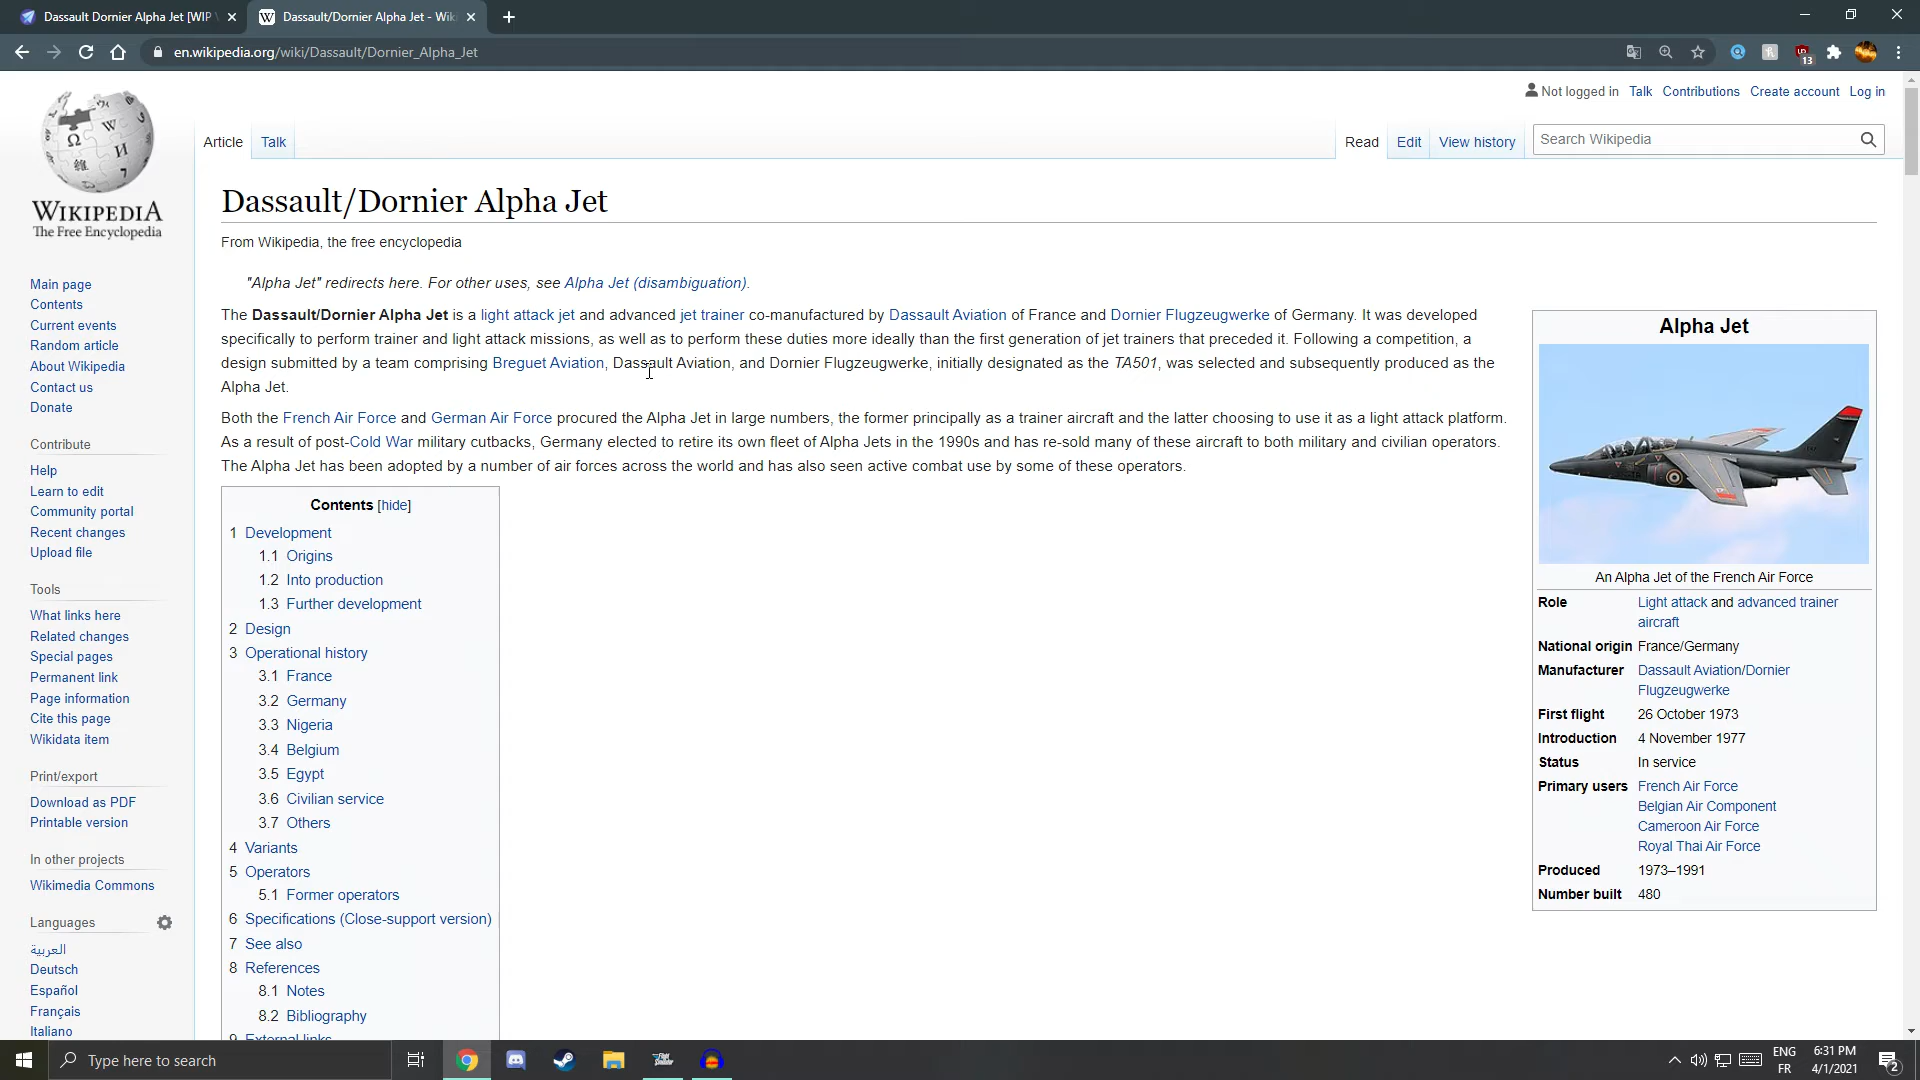 Dassault Dornier Alpha Jet [WIP
Dassault/Dornier Alpha Jet - Wik
en.wikipedia.org/wiki/Dassault/Dornier_Alpha_Jet
13
Not logged in Talk Contributions Create account Log in
Article Talk Read Edit View history Search Wikipedia
WIKIPEDIA
The Free Encyclopedia
Main page
Contents
Current events
Random article
About Wikipedia
Contact us
Donate
Contribute
Help
Learn to edit
Community portal
Recent changes
Upload file
Tools
What links here
Related changes
Special pages
Permanent link
Page information
Cite this page
Wikidata item
Print/export
Download as PDF
Printable version
In other projects
Wikimedia Commons
Languages
العربية
Deutsch
Español
Français
Italiano
Dassault/Dornier Alpha Jet
From Wikipedia, the free encyclopedia
"Alpha Jet" redirects here. For other uses, see Alpha Jet (disambiguation).
The Dassault/Dornier Alpha Jet is a light attack jet and advanced jet trainer co-manufactured by Dassault Aviation of France and Dornier Flugzeugwerke of Germany. It was developed
specifically to perform trainer and light attack missions, as well as to perform these duties more ideally than the first generation of jet trainers that preceded it. Following a competition, a
design submitted by a team comprising Breguet Aviation, Dassault Aviation, and Dornier Flugzeugwerke, initially designated as the TA501, was selected and subsequently produced as the
Alpha Jet.
Both the French Air Force and German Air Force procured the Alpha Jet in large numbers, the former principally as a trainer aircraft and the latter choosing to use it as a light attack platform.
As a result of post-Cold War military cutbacks, Germany elected to retire its own fleet of Alpha Jets in the 1990s and has re-sold many of these aircraft to both military and civilian operators.
The Alpha Jet has been adopted by a number of air forces across the world and has also seen active combat use by some of these operators.
Contents [hide]
1 Development
1.1 Origins
1.2 Into production
1.3 Further development
2 Design
3 Operational history
3.1 France
3.2 Germany
3.3 Nigeria
3.4 Belgium
3.5 Egypt
3.6 Civilian service
3.7 Others
4 Variants
5 Operators
5.1 Former operators
6 Specifications (Close-support version)
7 See also
8 References
8.1 Notes
8.2 Bibliography
9 External links
Alpha Jet
An Alpha Jet of the French Air Force
Role Light attack and advanced trainer
aircraft
National origin France/Germany
Manufacturer Dassault Aviation/Dornier
Flugzeugwerke
First flight 26 October 1973
Introduction 4 November 1977
Status In service
Primary users French Air Force
Belgian Air Component
Cameroon Air Force
Royal Thai Air Force
Produced 1973–1991
Number built 480
Type here to search
ENG
FR
6:31 PM
4/1/2021
2